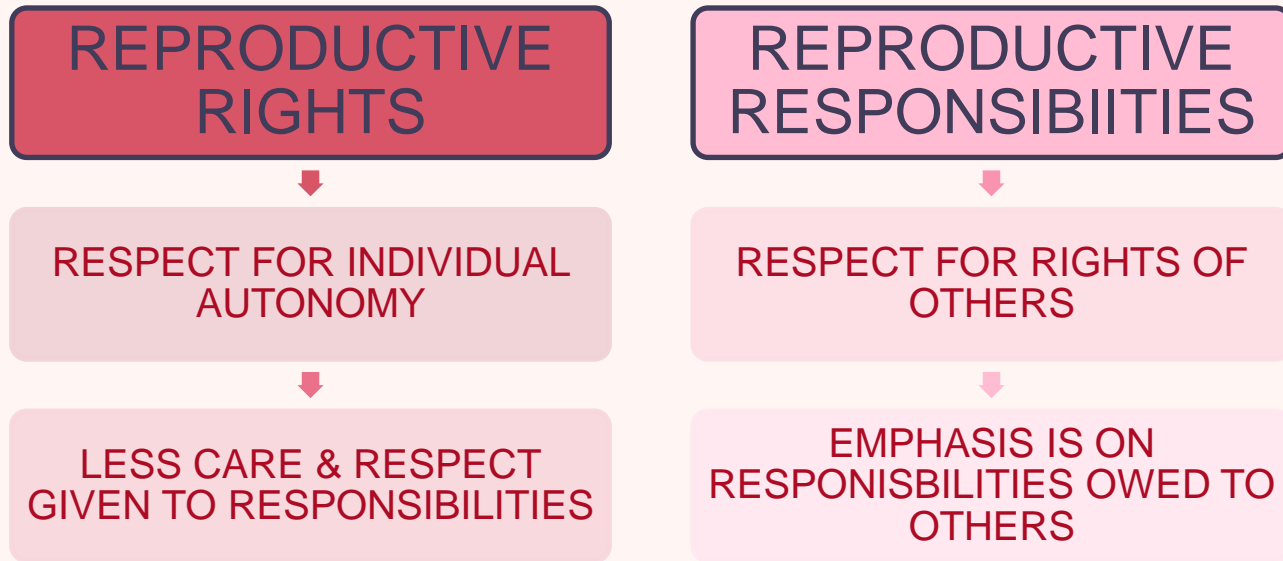 REPRODUCTIVE
RIGHTS
RESPECT FOR INDIVIDUAL
AUTONOMY
LESS CARE & RESPECT
GIVEN TO RESPONSIBILITIES
REPRODUCTIVE
RESPONSIBIITIES
RESPECT FOR RIGHTS OF
OTHERS
EMPHASIS IS ON
RESPONISBILITIES OWED TO
OTHERS